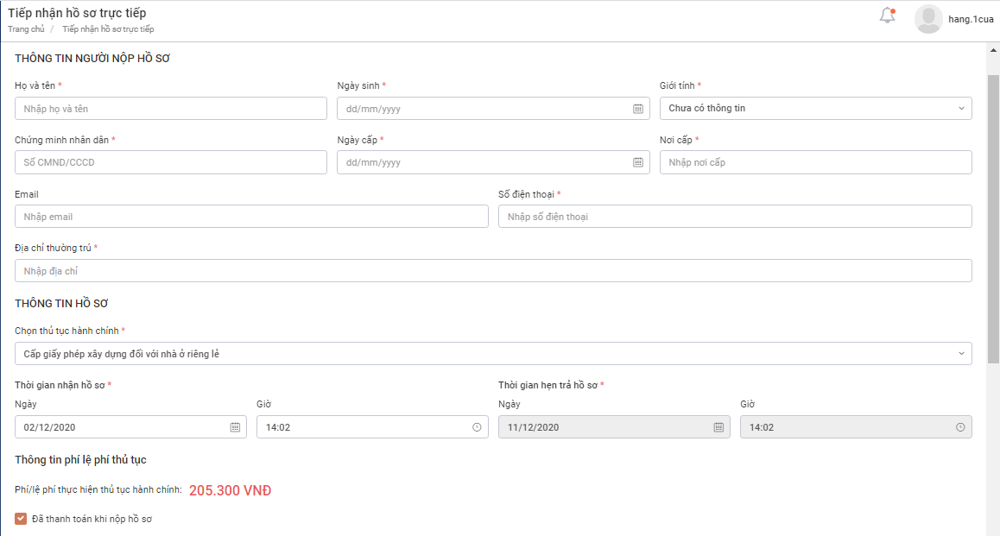 Tiếp nhận hồ sơ trực tiếp
Trang chủ / Tiếp nhận hồ sơ trực tiếp
hang.1cua
THÔNG TIN NGƯỜI NỘP HỒ SƠ
Họ và tên * Ngày sinh * Giới tính *
Nhập họ và tên dd/mm/yyyy Chưa có thông tin
Chứng minh nhân dân * Ngày cấp * Nơi cấp *
Số CMND/CCCD dd/mm/yyyy Nhập nơi cấp
Email Số điện thoại *
Nhập email Nhập số điện thoại
Địa chỉ thường trú *
Nhập địa chỉ
THÔNG TIN HỒ SƠ
Chọn thủ tục hành chính *
Cấp giấy phép xây dựng đối với nhà ở riêng lẻ
Thời gian nhận hồ sơ * Thời gian hẹn trả hồ sơ *
Ngày Giờ Ngày Giờ
02/12/2020 14:02 11/12/2020 14:02
Thông tin phí lệ phí thủ tục
Phí/lệ phí thực hiện thủ tục hành chính: 205.300 VNĐ
Đã thanh toán khi nộp hồ sơ